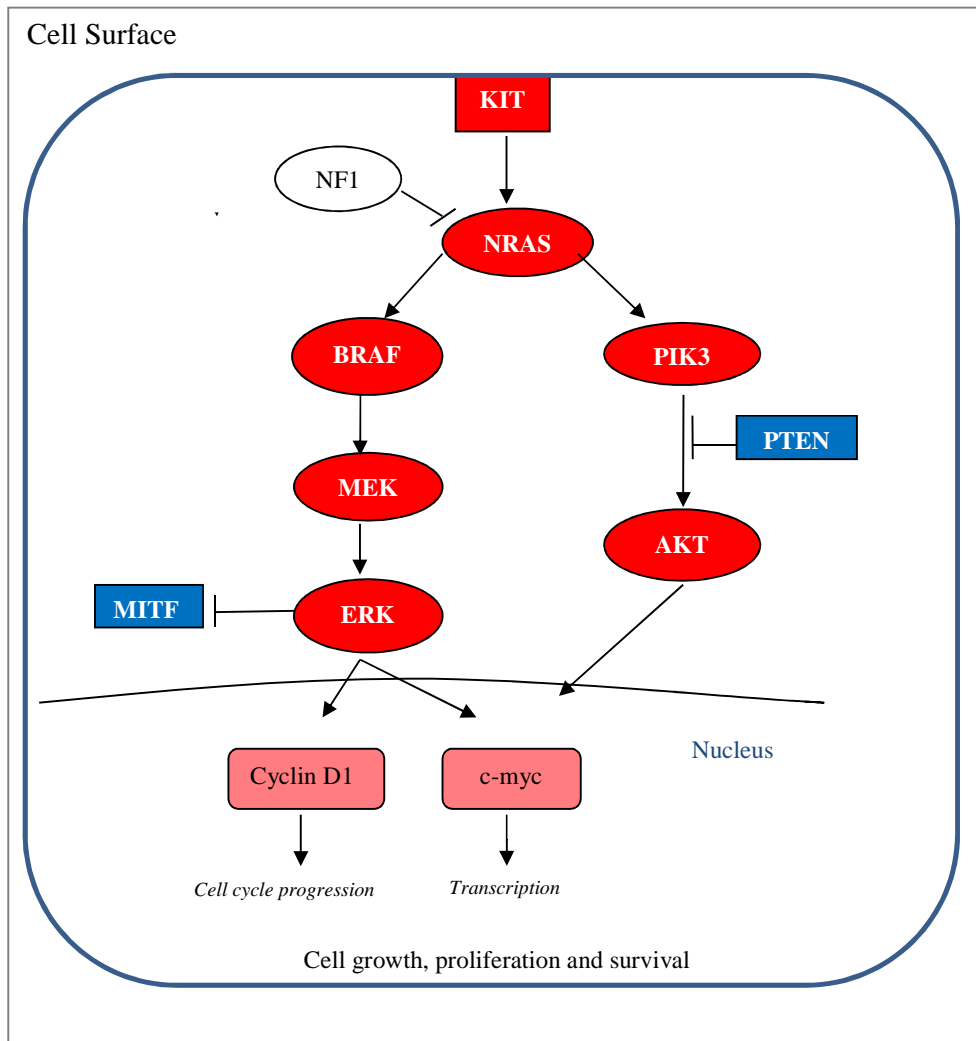 Cell Surface
KIT
NF1
NRAS
BRAF
PIK3
PTEN
MEK
AKT
MITF
ERK
Nucleus
Cyclin D1
c-myc
Cell cycle progression
Transcription
Cell growth, proliferation and survival